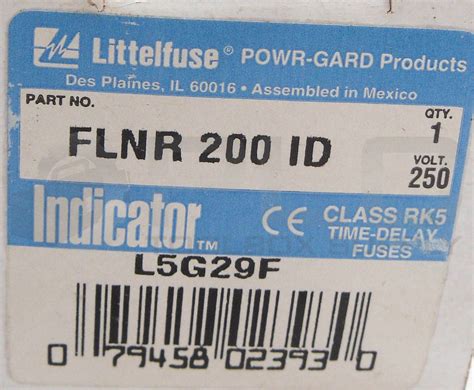 Littelfuse® POWR-GARD Products
Des Plaines, IL 60016 • Assembled in Mexico
PART NO.
QTY.
FLNR 200 ID
1
VOLT.
250
Indicator™
CE CLASS RK5
TIME-DELAY
FUSES
L5G29F
0 79458 02393 0